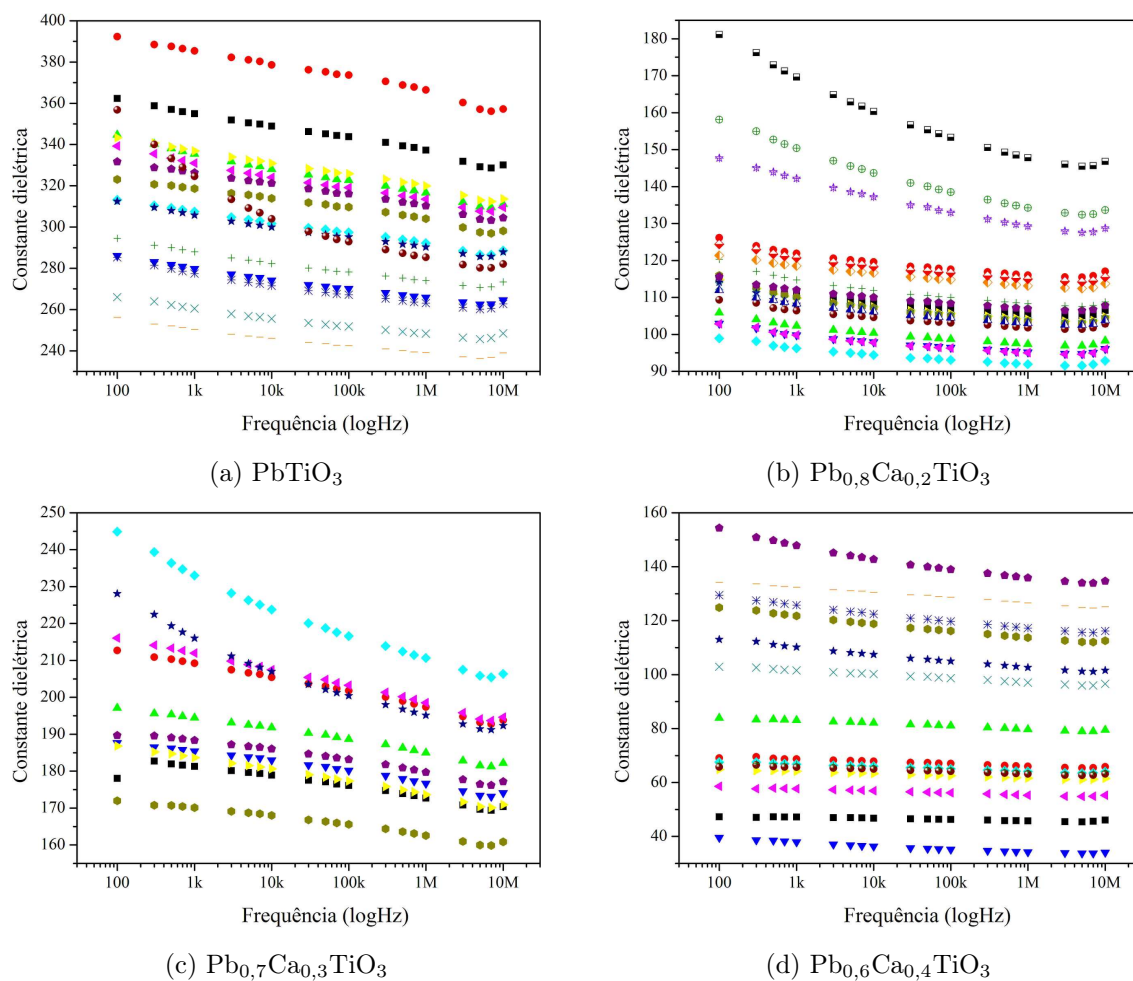 400
380
360
340
320
300
280
260
240
Constante dielétrica
100 1k 10k 100k 1M 10M
Frequência (logHz)
(a) PbTiO3
180
170
160
150
140
130
120
110
100
90
Constante dielétrica
100 1k 10k 100k 1M 10M
Frequência (logHz)
(b) Pb0,8Ca0,2TiO3
250
240
230
220
210
200
190
180
170
160
Constante dielétrica
100 1k 10k 100k 1M 10M
Frequência (logHz)
(c) Pb0,7Ca0,3TiO3
160
140
120
100
80
60
40
Constante dielétrica
100 1k 10k 100k 1M 10M
Frequência (logHz)
(d) Pb0,6Ca0,4TiO3